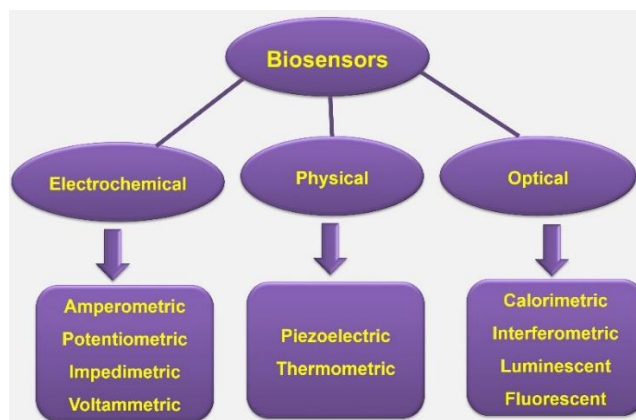 Biosensors
Electrochemical
Physical
Optical
Amperometric
Potentiometric
Impedimetric
Voltammetric
Piezoelectric
Thermometric
Calorimetric
Interferometric
Luminescent
Fluorescent